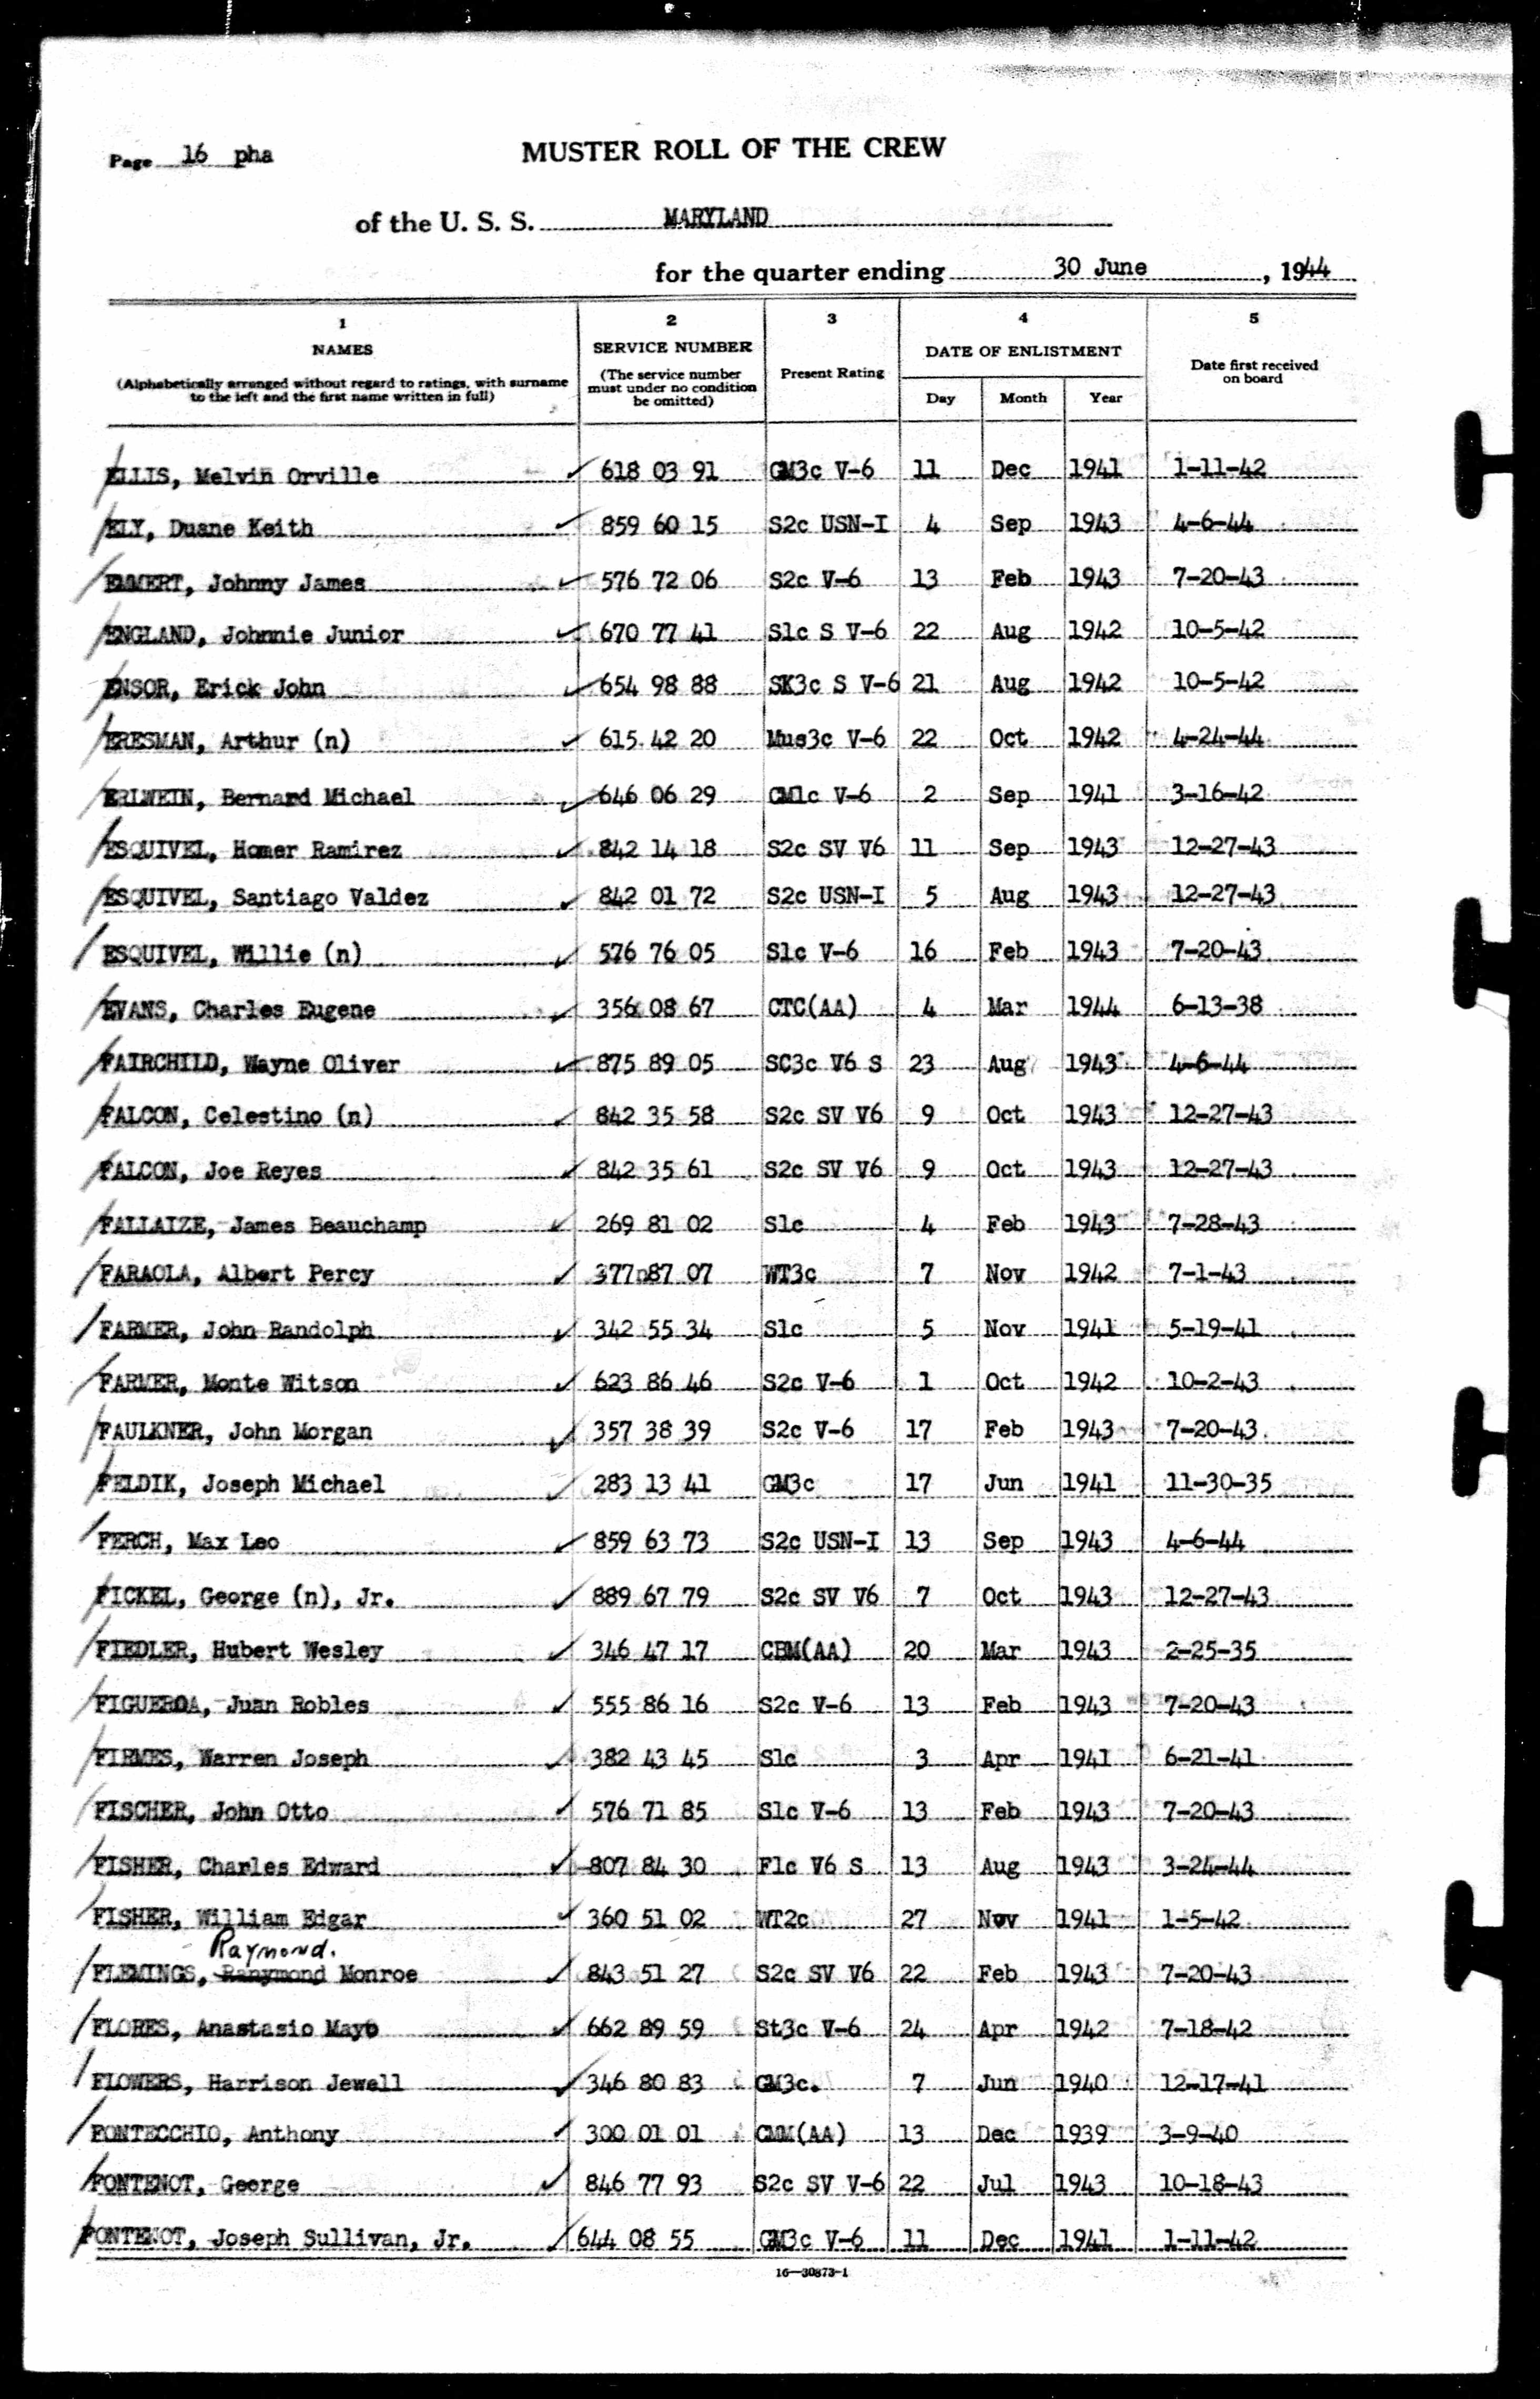 Page 16 pha
MUSTER ROLL OF THE CREW
of the U. S. S. MARYLAND
for the quarter ending 30 June, 1944
1 2 3 4 5
NAMES SERVICE NUMBER Present Rating DATE OF ENLISTMENT Date first received on board
(Alphabetically arranged without regard to ratings, with surname to the left and the first name written in full) (The service number must under no condition be omitted) Day Month Year
ELLIS, Melvin Orville 618 03 91 GM3c V-6 11 Dec 1941 1-11-42
ELY, Duane Keith 859 60 15 S2c USN-I 4 Sep 1943 4-6-44
EMMERT, Johnny James 576 72 06 S2c V-6 13 Feb 1943 7-20-43
ENGLAND, Johnnie Junior 670 77 41 S1c S V-6 22 Aug 1942 10-5-42
ENSOR, Erick John 654 98 88 SK3c S V-6 21 Aug 1942 10-5-42
ERESMAN, Arthur (n) 615 42 20 Mus3c V-6 22 Oct 1942 4-24-44
ERLWEIN, Bernard Michael 646 06 29 CM1c V-6 2 Sep 1941 3-16-42
ESQUIVEL, Homer Ramirez 842 14 18 S2c SV V6 11 Sep 1943 12-27-43
ESQUIVEL, Santiago Valdez 842 01 72 S2c USN-I 5 Aug 1943 12-27-43
ESQUIVEL, Willie (n) 576 76 05 S1c V-6 16 Feb 1943 7-20-43
EVANS, Charles Eugene 356 08 67 CTC(AA) 4 Mar 1944 6-13-38
FAIRCHILD, Wayne Oliver 875 89 05 SC3c V6 S 23 Aug 1943 4-6-44
FALCON, Celestino (n) 842 35 58 S2c SV V6 9 Oct 1943 12-27-43
FALCON, Joe Reyes 842 35 61 S2c SV V6 9 Oct 1943 12-27-43
FALLAIZE, James Beauchamp 269 81 02 S1c 4 Feb 1943 7-28-43
FARAOLA, Albert Percy 377n87 07 WT3c 7 Nov 1942 7-1-43
FARMER, John Randolph 342 55 34 S1c 5 Nov 1941 5-19-41
FARMER, Monte Witson 623 86 46 S2c V-6 1 Oct 1942 10-2-43
FAULKNER, John Morgan 357 38 39 S2c V-6 17 Feb 1943 7-20-43
FELDIK, Joseph Michael 283 13 41 GM3c 17 Jun 1941 11-30-35
FERCH, Max Leo 859 63 73 S2c USN-I 13 Sep 1943 4-6-44
FICKEL, George (n), Jr. 889 67 79 S2c SV V6 7 Oct 1943 12-27-43
FIEDLER, Hubert Wesley 346 47 17 CBM(AA) 20 Mar 1943 2-25-35
FIGUEROA, Juan Robles 555 86 16 S2c V-6 13 Feb 1943 7-20-43
FIRMES, Warren Joseph 382 43 45 S1c 3 Apr 1941 6-21-41
FISCHER, John Otto 576 71 85 S1c V-6 13 Feb 1943 7-20-43
FISHER, Charles Edward 807 84 30 F1c V6 S 13 Aug 1943 3-24-44
FISHER, William Edgar 360 51 02 WT2c 27 Nov 1941 1-5-42
Raymond.
FLEMINGS, Ranymond Monroe 843 51 27 S2c SV V6 22 Feb 1943 7-20-43
FLORES, Anastasio Mayo 662 89 59 St3c V-6 24 Apr 1942 7-18-42
FLOWERS, Harrison Jewell 346 80 83 GM3c. 7 Jun 1940 12-17-41
FONTECCHIO, Anthony 300 01 01 CMM(AA) 13 Dec 1939 3-9-40
FONTENOT, George 846 77 93 S2c SV V-6 22 Jul 1943 10-18-43
FONTENOT, Joseph Sullivan, Jr. 644 08 55 GM3c V-6 11 Dec 1941 1-11-42
16—30873-1